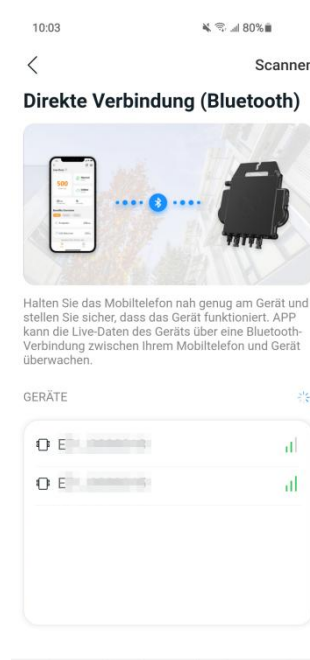 10:03 80%
Scanner
Direkte Verbindung (Bluetooth)
Halten Sie das Mobiltelefon nah genug am Gerät und
stellen Sie sicher, dass das Gerät funktioniert. APP
kann die Live-Daten des Geräts über eine Bluetooth-
Verbindung zwischen Ihrem Mobiltelefon und Gerät
überwachen.
GERÄTE